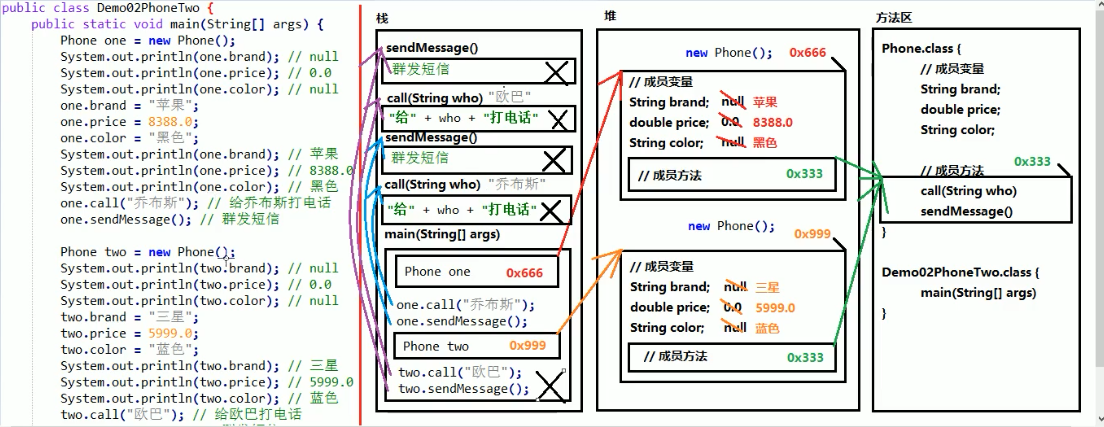 public class Demo02PhoneTwo {
public static void main(String[] args) {
Phone one = new Phone();
System.out.println(one.brand); // null
System.out.println(one.price); // 0.0
System.out.println(one.color); // null
one.brand = "苹果";
one.price = 8388.0;
one.color = "黑色";
System.out.println(one.brand); // 苹果
System.out.println(one.price); // 8388.0
System.out.println(one.color); // 黑色
one.call("乔布斯"); // 给乔布斯打电话
one.sendMessage(); // 群发短信
Phone two = new Phone();
System.out.println(two.brand); // null
System.out.println(two.price); // 0.0
System.out.println(two.color); // null
two.brand = "三星";
two.price = 5999.0;
two.color = "蓝色";
System.out.println(two.brand); // 三星
System.out.println(two.price); // 5999.0
System.out.println(two.color); // 蓝色
two.call("欧巴"); // 给欧巴打电话
栈
sendMessage()
群发短信
call(String who) "欧巴"
"给" + who + "打电话"
sendMessage()
群发短信
call(String who) "乔布斯"
"给" + who + "打电话"
main(String[] args)
Phone one 0x666
one.call("乔布斯");
one.sendMessage();
Phone two 0x999
two.call("欧巴");
two.sendMessage();
堆
new Phone(); 0x666
// 成员变量
String brand; null 苹果
double price; 0.0 8388.0
String color; null 黑色
// 成员方法 0x333
new Phone(); 0x999
// 成员变量
String brand; null 三星
double price; 0.0 5999.0
String color; null 蓝色
// 成员方法 0x333
方法区
Phone.class {
// 成员变量
String brand;
double price;
String color;
// 成员方法 0x333
call(String who)
sendMessage()
}
Demo02PhoneTwo.class {
main(String[] args)
}